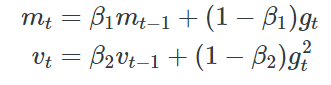 m_t = β_1 m_{t−1} + (1 − β_1) g_t
v_t = β_2 v_{t−1} + (1 − β_2) g_t^2